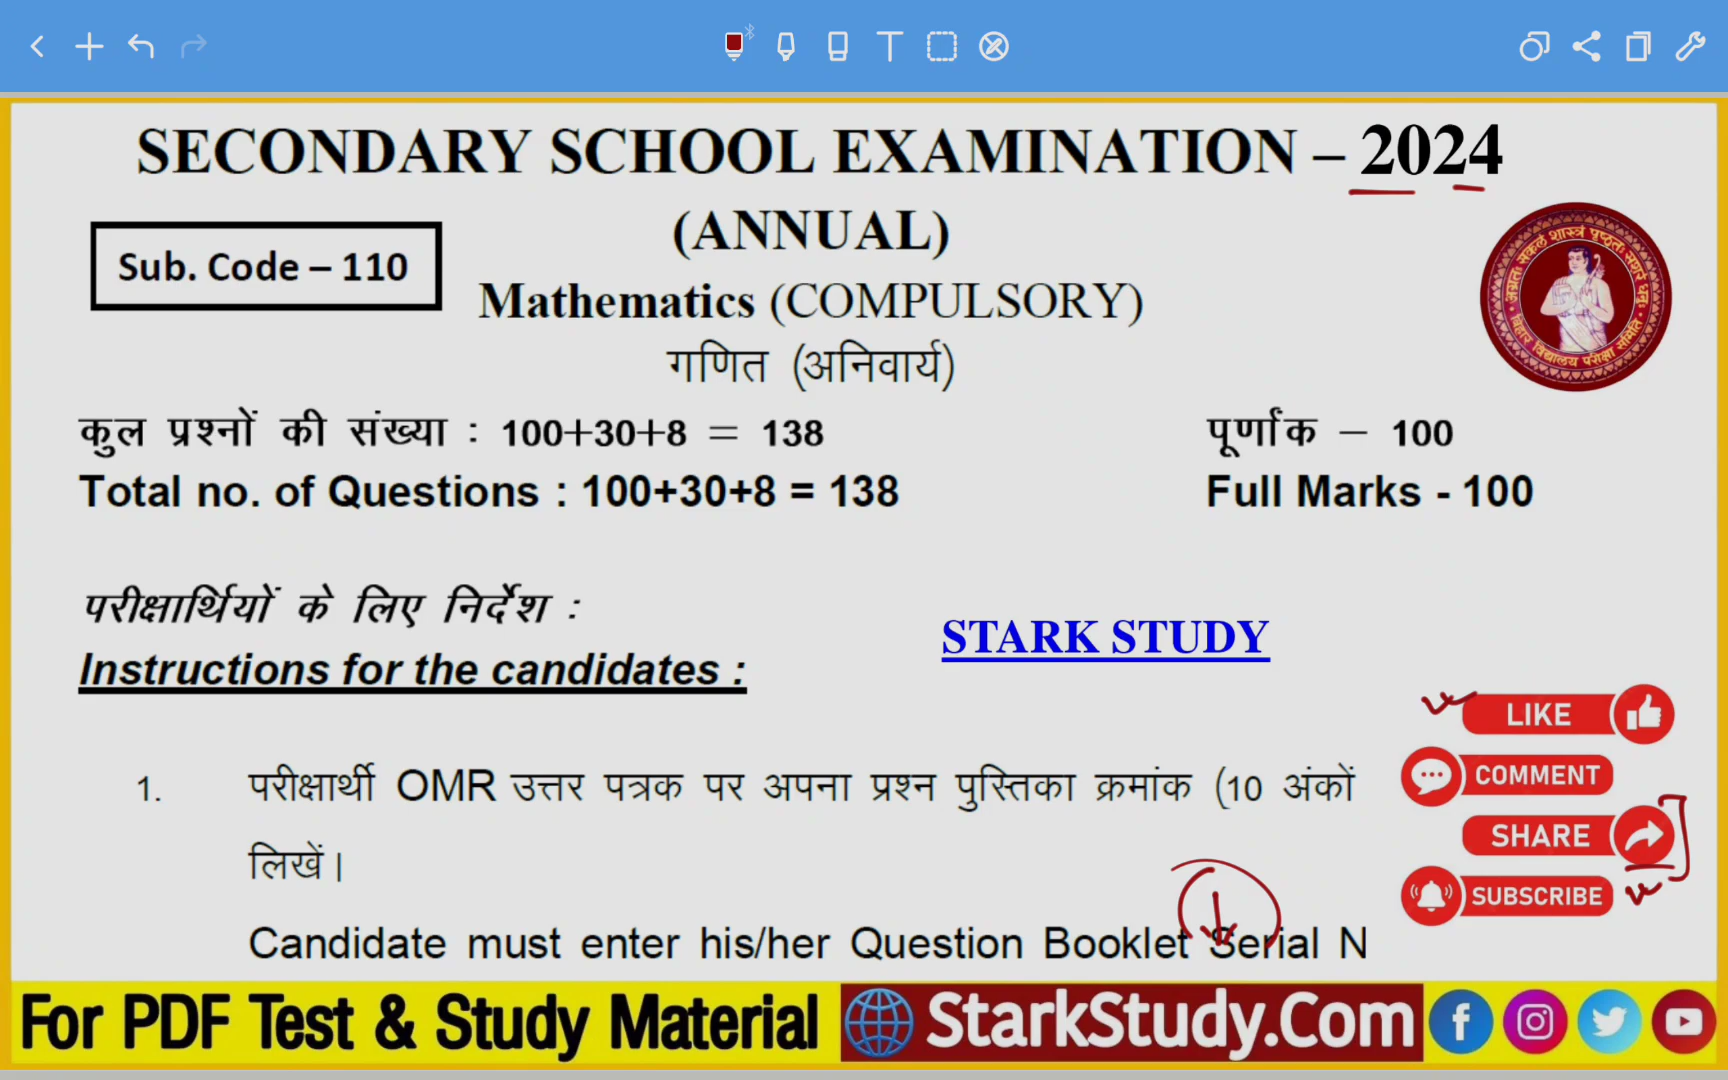 SECONDARY SCHOOL EXAMINATION – 2024
(ANNUAL)
Sub. Code – 110
Mathematics (COMPULSORY)
गणित (अनिवार्य)
कुल प्रश्नों की संख्या : 100+30+8 = 138
पूर्णांक – 100
Total no. of Questions : 100+30+8 = 138
Full Marks - 100
परीक्षार्थियों के लिए निर्देश :
Instructions for the candidates :
STARK STUDY
LIKE
COMMENT
SHARE
SUBSCRIBE
1. परीक्षार्थी OMR उत्तर पत्रक पर अपना प्रश्न पुस्तिका क्रमांक (10 अंकों
लिखें।
Candidate must enter his/her Question Booklet Serial N
For PDF Test & Study Material StarkStudy.Com